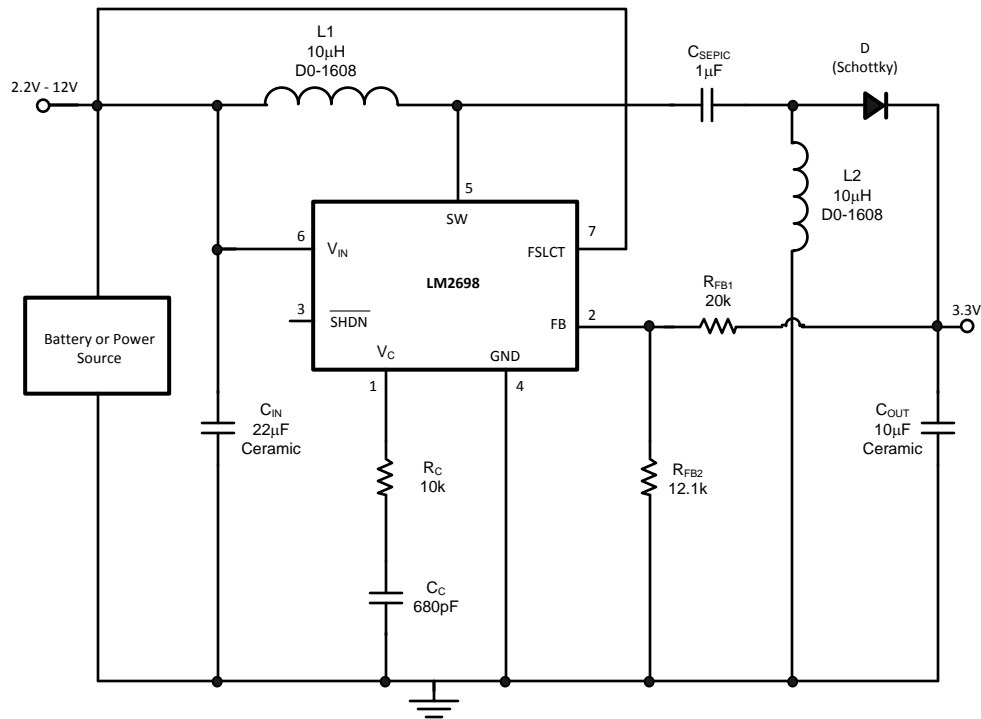 L1
10µH
D0-1608
CSEPIC
1µF
D
(Schottky)
2.2V - 12V
L2
10µH
D0-1608
5
SW
6
VIN
7
FSLCT
LM2698
3
SHDN
RFB1
20k
FB
2
3.3V
Battery or Power
Source
VC
GND
1
4
CIN
22µF
Ceramic
COUT
10µF
Ceramic
RC
10k
RFB2
12.1k
CC
680pF